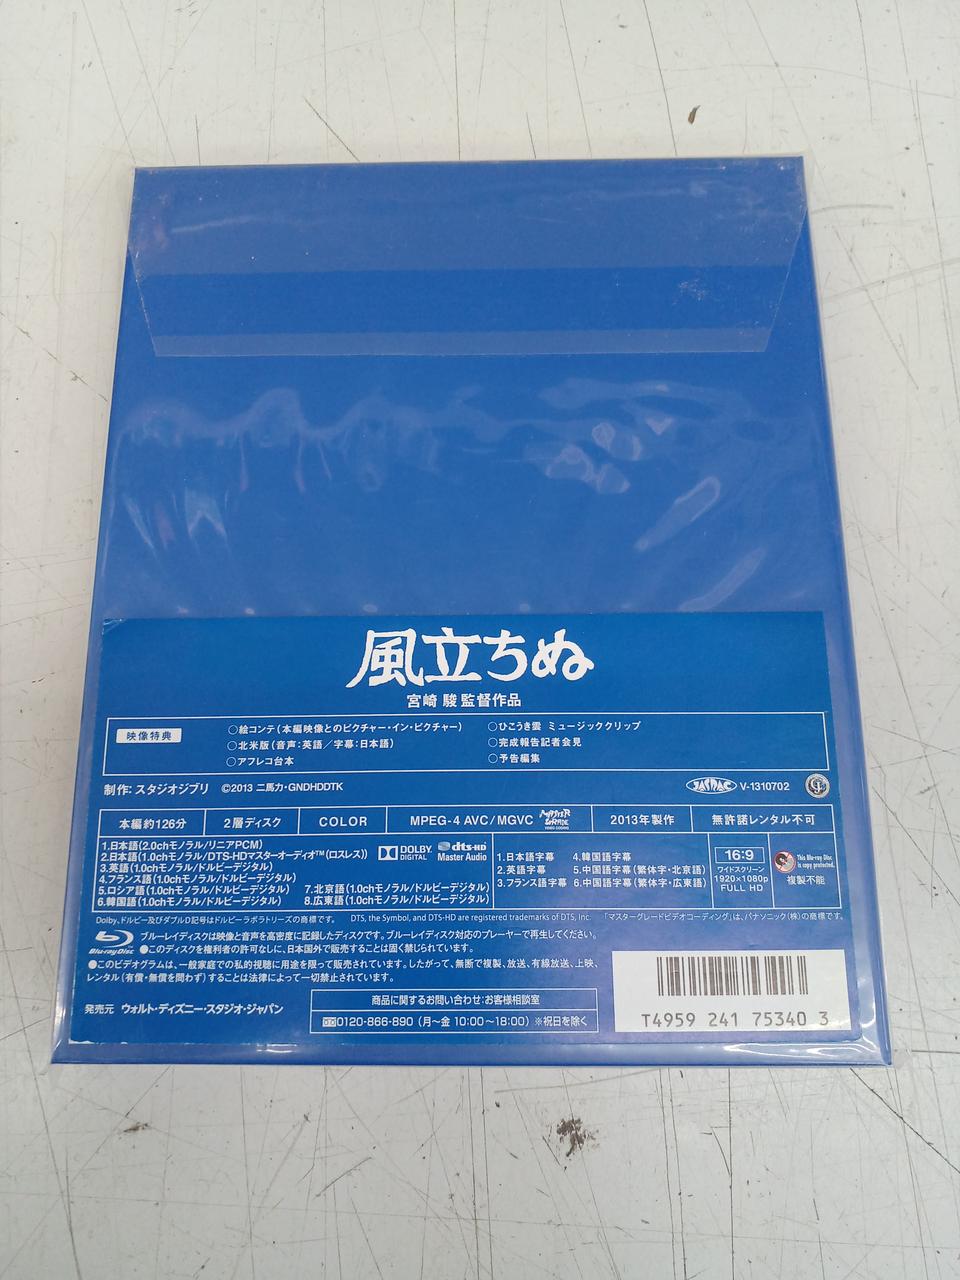 風立ちぬ
宮崎 駿 監督作品
映像特典
○絵コンテ(本編映像とのピクチャー・イン・ピクチャー)
○北米版(音声:英語/字幕:日本語)
○アフレコ台本
○ひこうき雲 ミュージッククリップ
○完成報告記者会見
○予告編集
制作:スタジオジブリ ©2013 二馬力・GNDHDDTK
JASRAC V-1310702
本編約126分 2層ディスク COLOR MPEG-4 AVC/MGVC MASTER GRADE VIDEO CODING 2013年製作 無許諾レンタル不可
1.日本語(2.0chモノラル/リニアPCM)
2.日本語(1.0chモノラル/DTS-HDマスターオーディオ™(ロスレス))
3.英語(1.0chモノラル/ドルビーデジタル)
4.フランス語(1.0chモノラル/ドルビーデジタル)
5.ロシア語(1.0chモノラル/ドルビーデジタル)
6.韓国語(1.0chモノラル/ドルビーデジタル)
7.北京語(1.0chモノラル/ドルビーデジタル)
8.広東語(1.0chモノラル/ドルビーデジタル)
DOLBY DIGITAL
dts-HD Master Audio
1.日本語字幕
2.英語字幕
3.フランス語字幕
4.韓国語字幕
5.中国語字幕(繁体字・北京語)
6.中国語字幕(繁体字・広東語)
16:9
ワイドスクリーン
1920×1080p
FULL HD
This Blu-ray Disc is copy protected.
複製不能
Dolby、ドルビー及びダブルD記号はドルビーラボラトリーズの商標です。 DTS, the Symbol, and DTS-HD are registered trademarks of DTS, Inc. 「マスターグレードビデオコーディング」は、パナソニック(株)の商標です。
Blu-ray Disc
ブルーレイディスクは映像と音声を高密度に記録したディスクです。ブルーレイディスク対応のプレーヤーで再生してください。
●このディスクを権利者の許可なしに、日本国外で販売することは固く禁じられています。
●このビデオグラムは、一般家庭での私的視聴に用途を限って販売されています。したがって、無断で複製、放送、有線放送、上映、
レンタル(有償・無償を問わず)することは法律によって一切禁止されています。
発売元 ウォルト・ディズニー・スタジオ・ジャパン
商品に関するお問い合わせ:お客様相談室
0120-866-890(月〜金 10:00〜18:00)※祝日を除く
T4959 241 75340 3